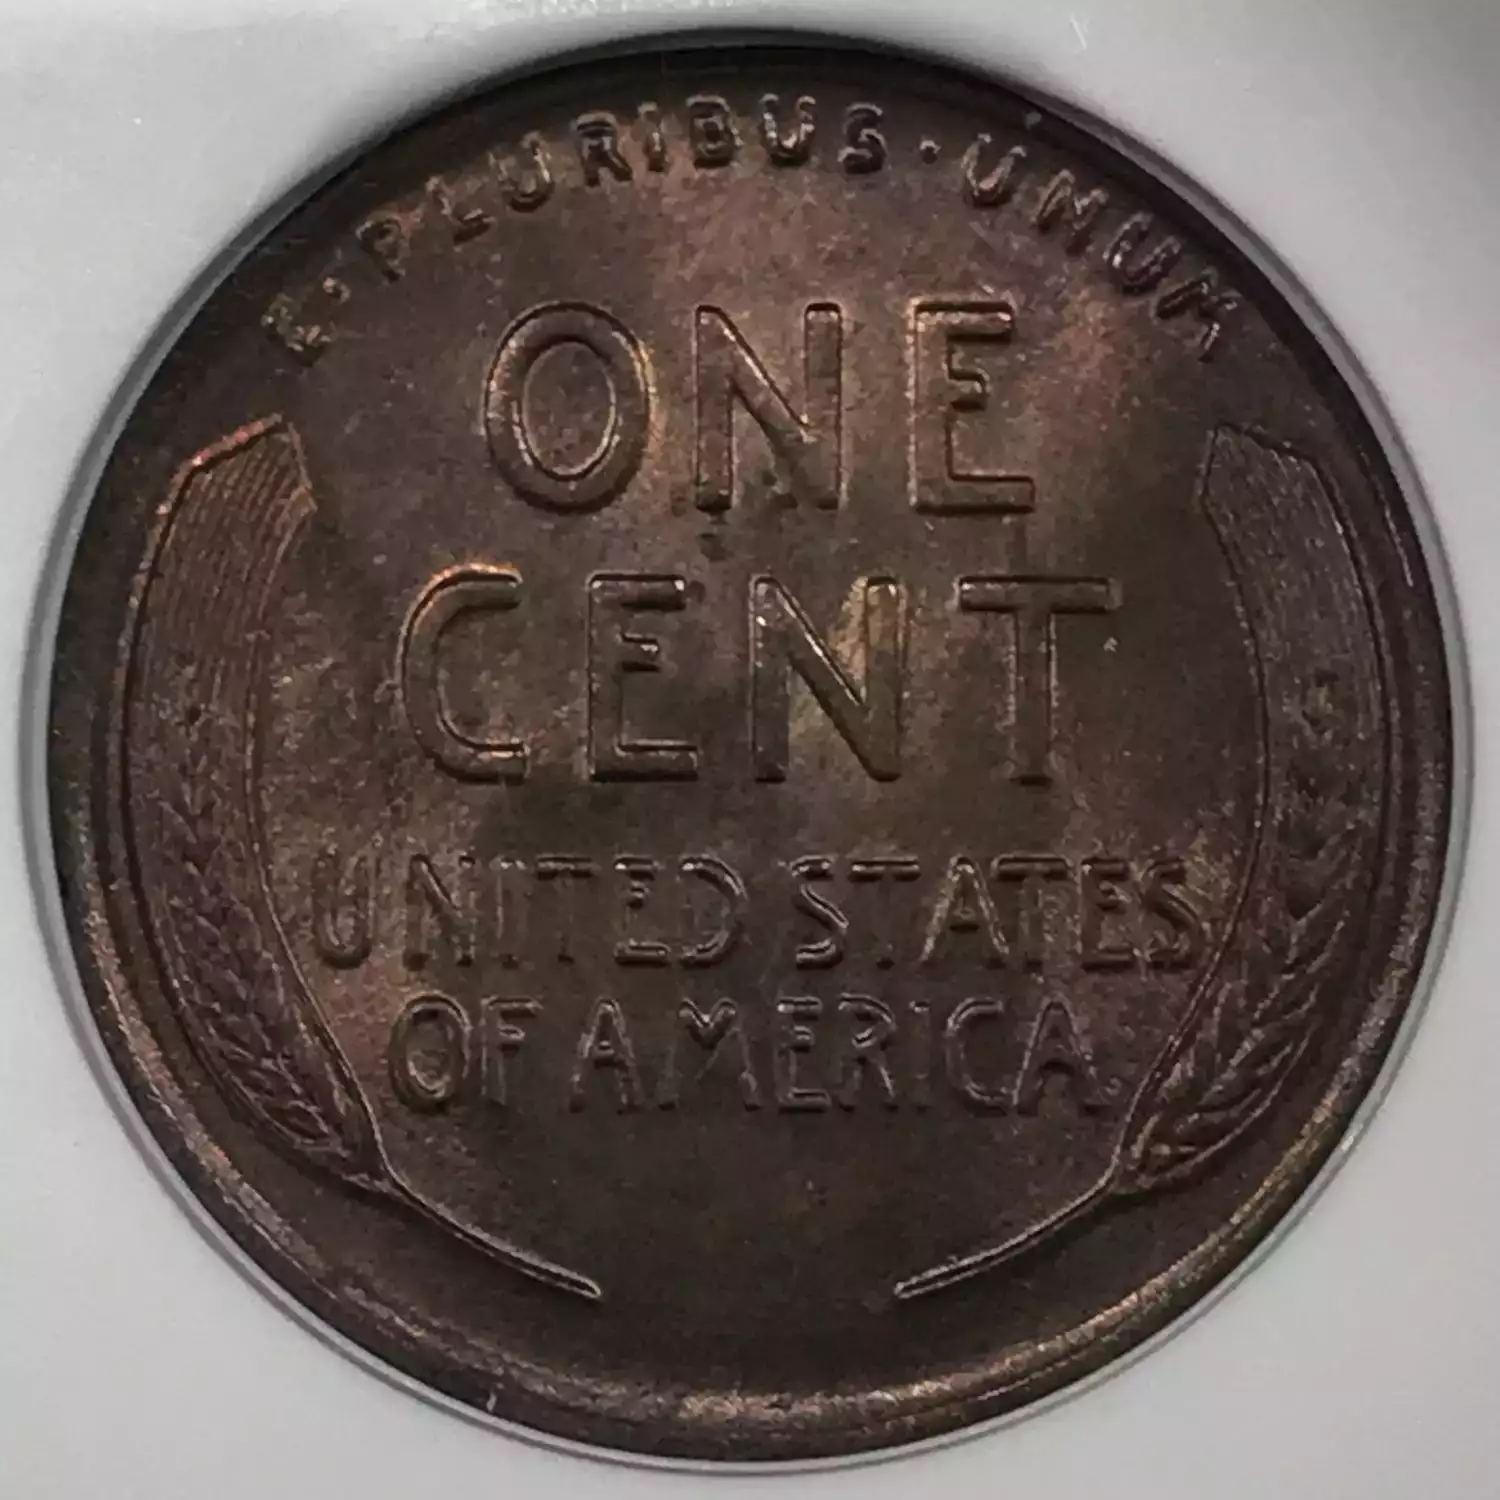 E·PLURIBUS·UNUM
ONE
CENT
UNITED STATES
OF AMERICA